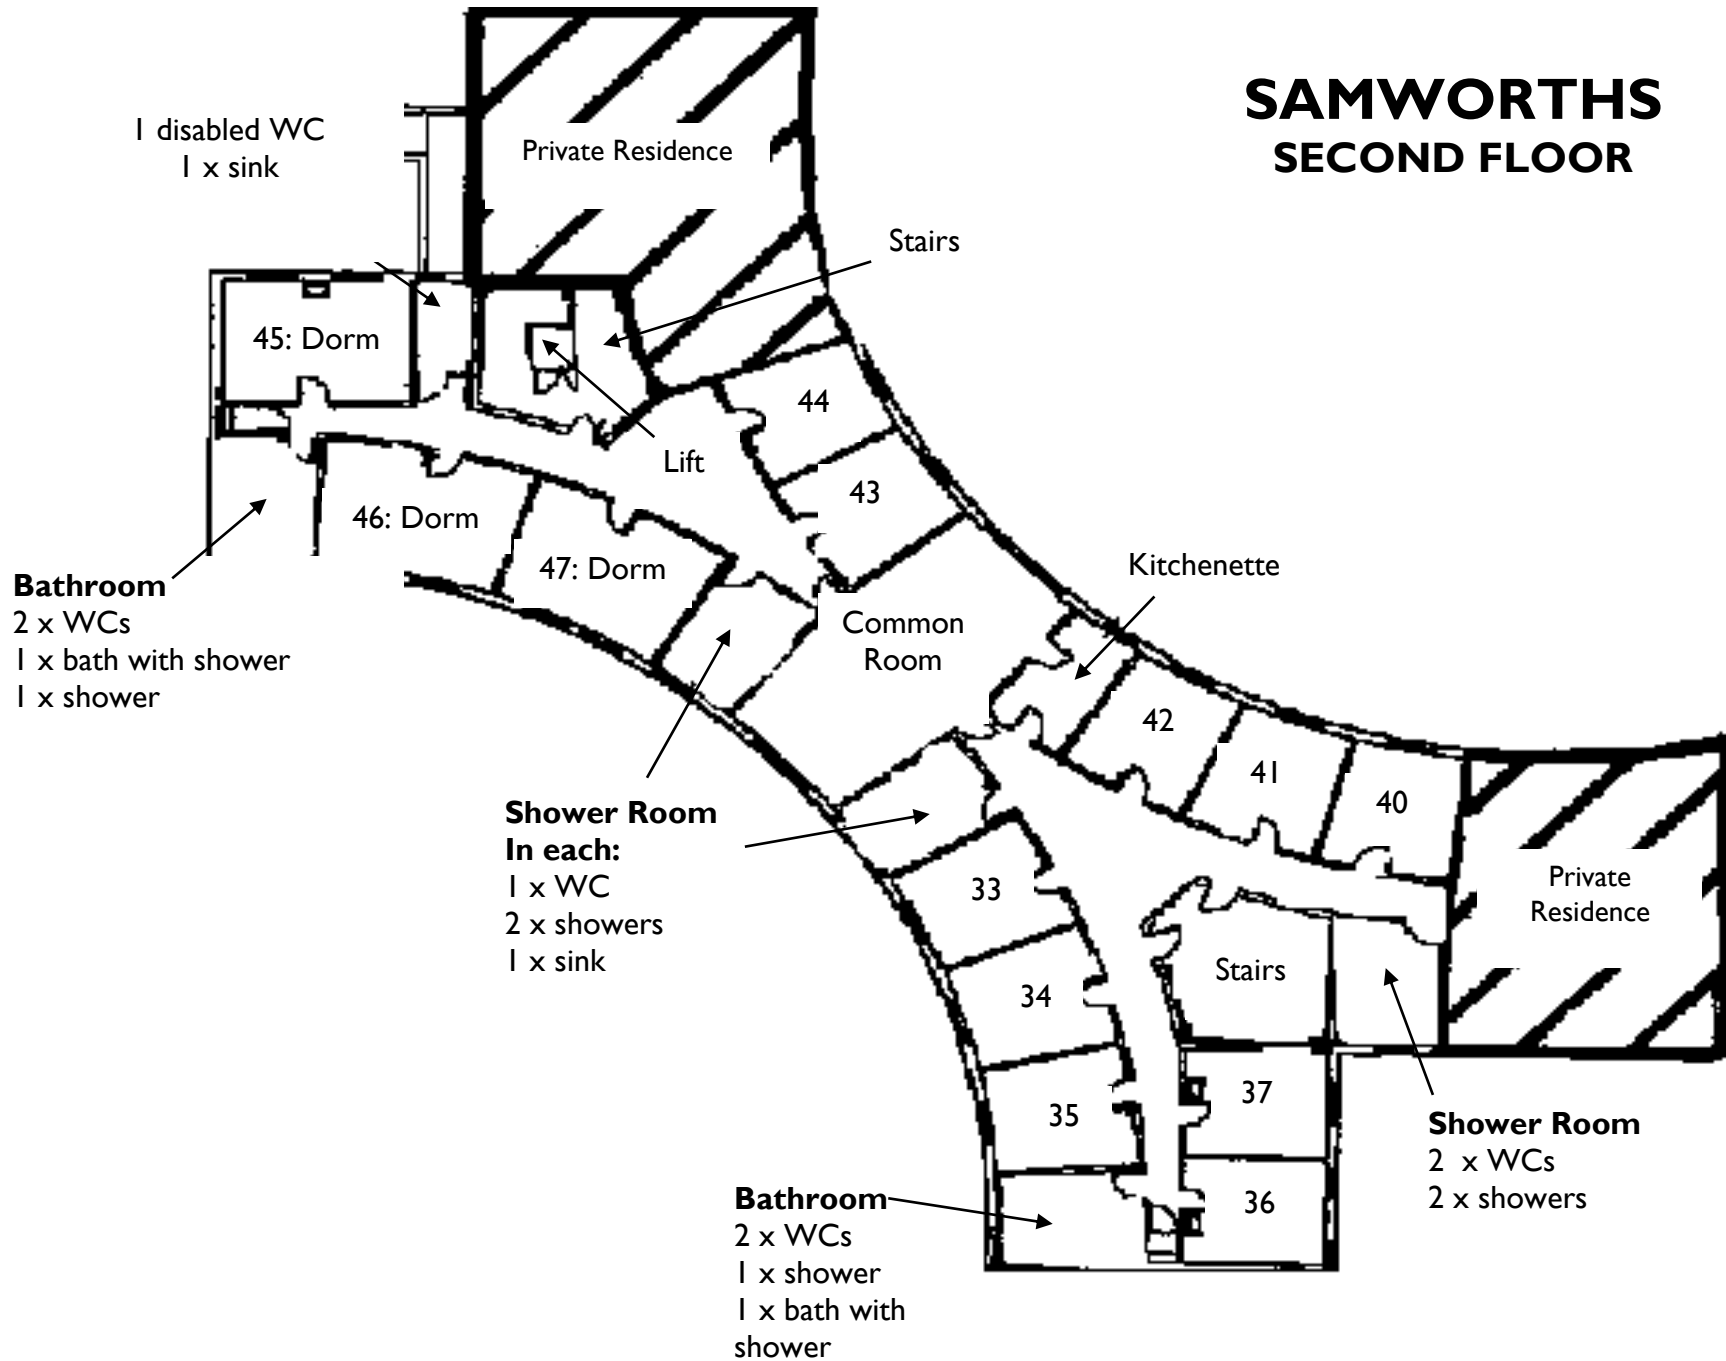 SAMWORTHS
SECOND FLOOR
1 disabled WC
1 x sink
Private Residence
Stairs
45: Dorm
44
Lift
43
46: Dorm
47: Dorm
Kitchenette
Bathroom
2 x WCs
1 x bath with shower
1 x shower
Common
Room
42
41
40
Shower Room
In each:
1 x WC
2 x showers
1 x sink
33
Private
Residence
34
Stairs
35
37
36
Shower Room
2 x WCs
2 x showers
Bathroom
2 x WCs
1 x shower
1 x bath with
shower